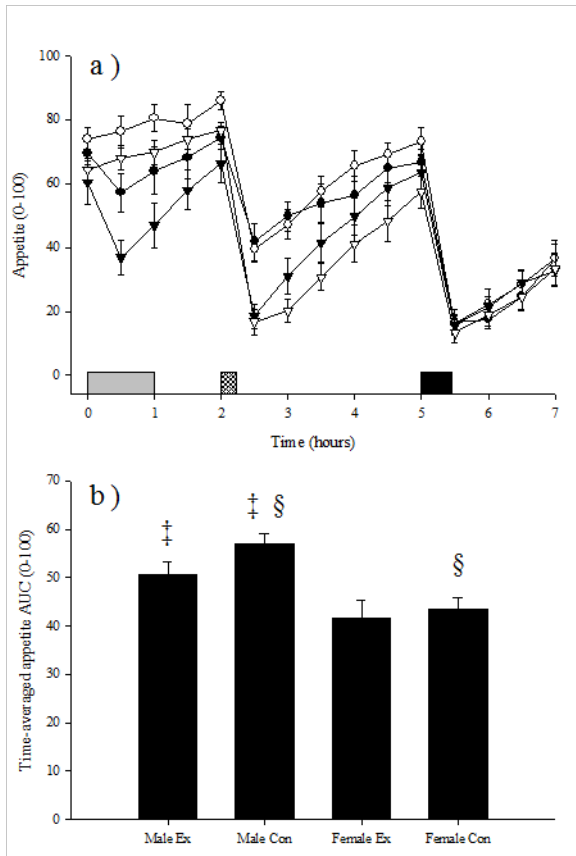 a )
100
80
60
40
20
0
Appetite (0-100)
0 1 2 3 4 5 6 7
Time (hours)
b )
70
60
50
40
30
20
10
0
Time-averaged appetite AUC (0-100)
‡ ‡ § §
Male Ex Male Con Female Ex Female Con